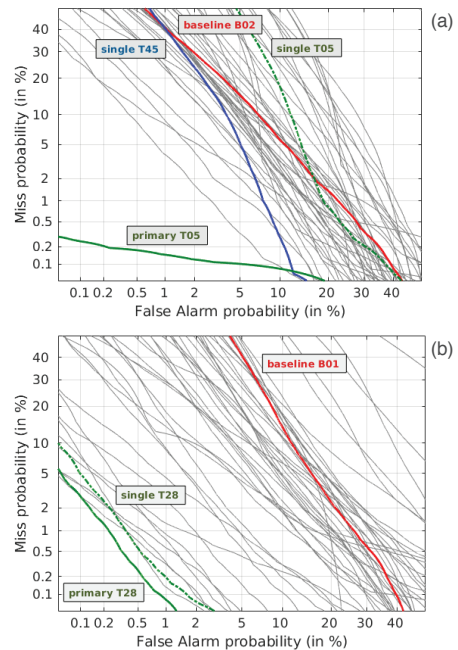 (a)
baseline B02
single T45
single T05
primary T05
Miss probability (in %)
40
30
20
10
5
2
1
0.5
0.2
0.1
0.1 0.2 0.5 1 2 5 10 20 30 40
False Alarm probability (in %)
(b)
baseline B01
single T28
primary T28
Miss probability (in %)
40
30
20
10
5
2
1
0.5
0.2
0.1
0.1 0.2 0.5 1 2 5 10 20 30 40
False Alarm probability (in %)